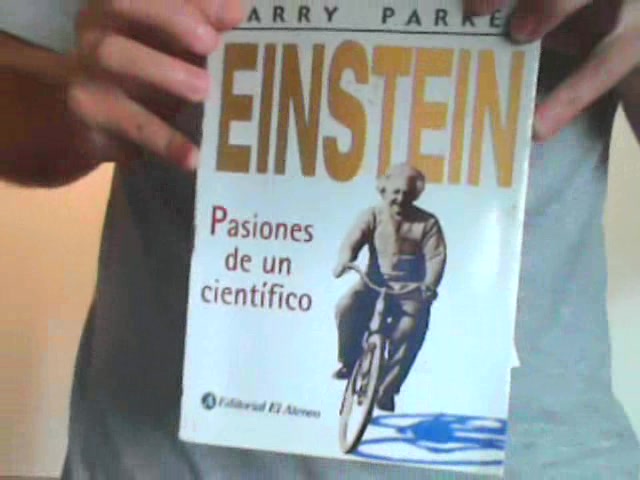 ARRY PARKE
EINSTEIN
Pasiones
de un
científico
Editorial El Ateneo